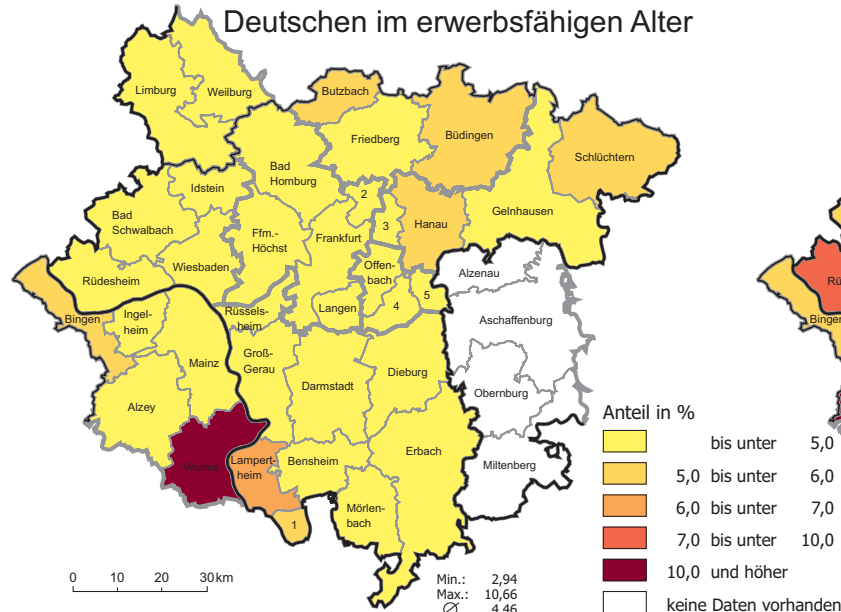 Deutschen im erwerbsfähigen Alter
Limburg
Weilburg
Butzbach
Friedberg
Büdingen
Schlüchtern
Bad
Homburg
Idstein
2
3
Hanau
Gelnhausen
Bad
Schwalbach
Ffm.-
Höchst
Frankfurt
Wiesbaden
Offen-
bach
Alzenau
Rüdesheim
4
5
Langen
Bingen
Ingel-
heim
Rüssels-
heim
Aschaffenburg
Mainz
Groß-
Gerau
Darmstadt
Dieburg
Obernburg
Alzey
Worms
Lampert-
heim
Bensheim
Erbach
Miltenberg
Mörlen-
bach
1
Rü
Bingen
Anteil in %
bis unter 5,0
5,0 bis unter 6,0
6,0 bis unter 7,0
7,0 bis unter 10,0
10,0 und höher
keine Daten vorhanden
0 10 20 30 km
Min.: 2,94
Max.: 10,66
Ø 4,46